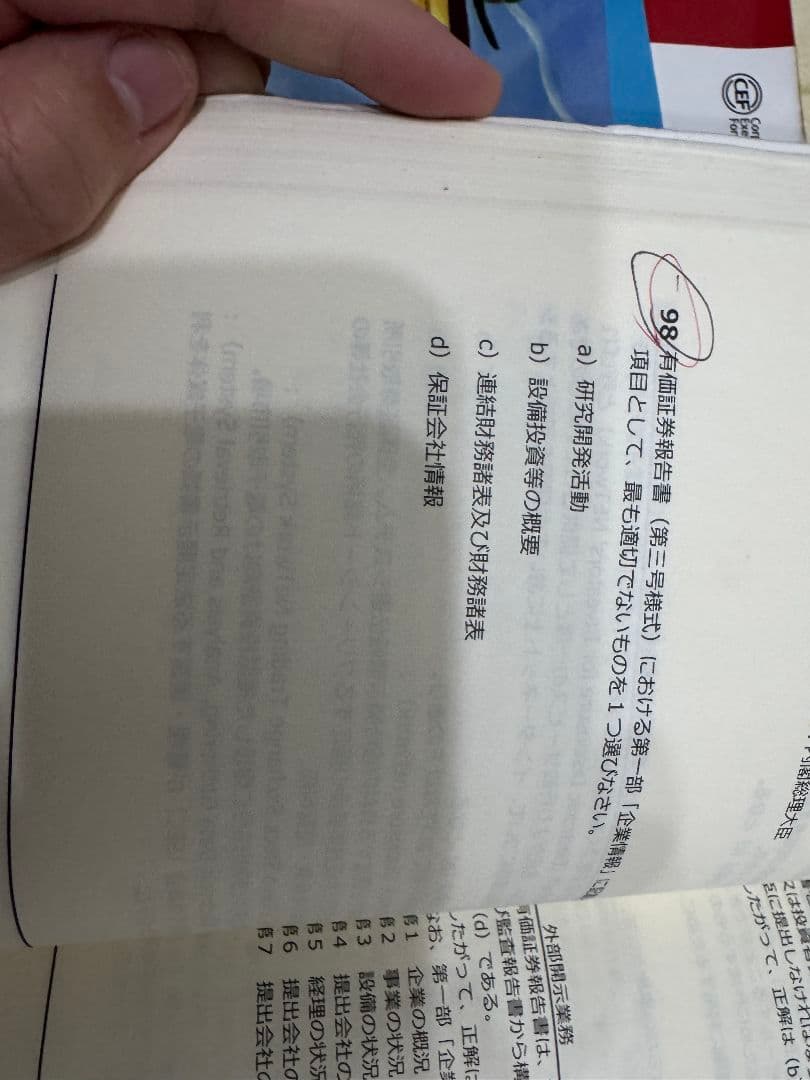 CEF
98 有価証券報告書（第三号様式）における第一部「企業情報」に
項目として、最も適切でないものを１つ選びなさい。
a）研究開発活動
b）設備投資等の概要
c）連結財務諸表及び財務諸表
d）保証会社情報
内閣総理大臣
は投資者
に提出しなければ
したがって、正解は（b
外部開示業務
有価証券報告書は、
監査報告書から構
（d）である。
したがって、正解に
なお、第一部「企
1 企業の概況
2 事業の状況
3 設備の状況
4 提出会社の
5 経理の状況
6 提出会社の
7 提出会社の